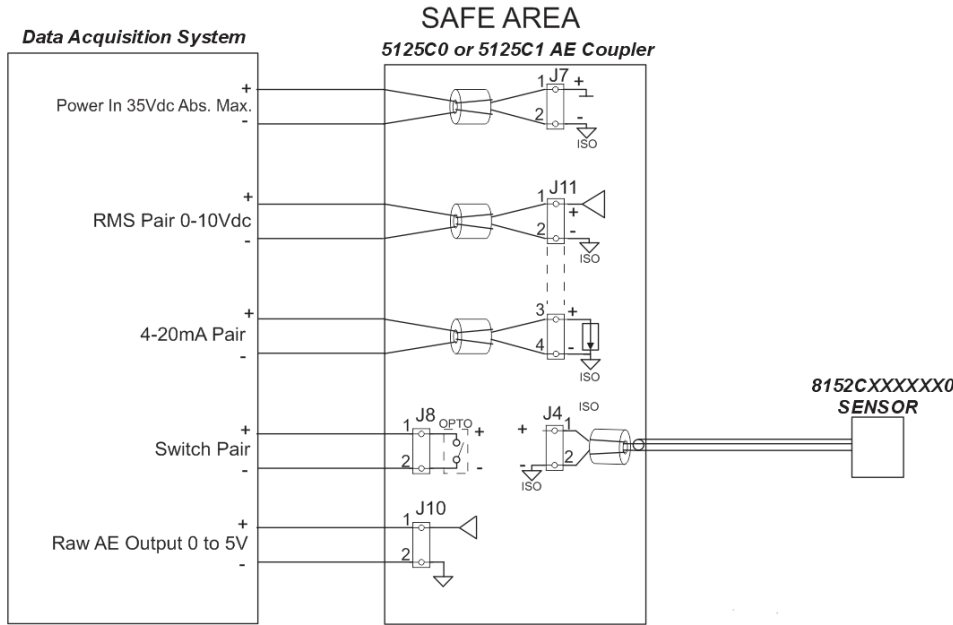 SAFE AREA
Data Acquisition System
5125C0 or 5125C1 AE Coupler
Power In 35Vdc Abs. Max.
+
-
1
J7
+
2
-
ISO
RMS Pair 0-10Vdc
+
-
1
J11
+
2
-
ISO
4-20mA Pair
+
-
3
+
4
-
ISO
8152CXXXXXX0
SENSOR
Switch Pair
+
-
J8
1
OPTO
+
2
-
ISO
J4
+
1
-
2
ISO
Raw AE Output 0 to 5V
+
-
J10
1
2